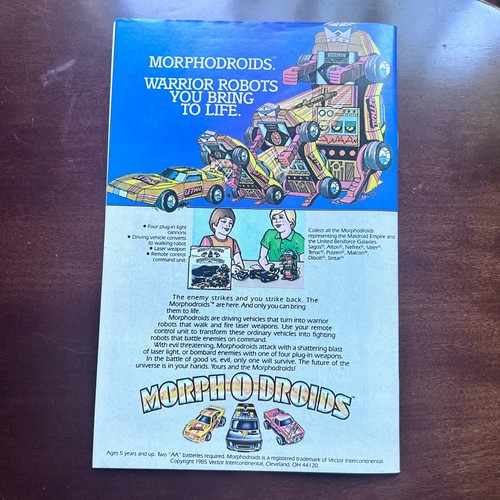 MORPHODROIDS.™
WARRIOR ROBOTS
YOU BRING
TO LIFE.
• Four plug-in light
cannons
• Driving vehicle converts
to walking robot
• Laser weapon
• Remote control
command unit
Collect all the Morphodroids
representing the Maldroid Empire and
the United Beniforce Galaxies.
The enemy strikes and you strike back. The
Morphodroids™ are here. And only you can bring
them to life.
Morphodroids are driving vehicles that turn into warrior
robots that walk and fire laser weapons. Use your remote
control unit to transform these ordinary vehicles into fighting
robots that battle enemies on command.
With evil threatening, Morphodroids attack with a shattering blast
of laser light, or bombard enemies with one of four plug-in weapons.
In the battle of good vs. evil, only one will survive. The future of the
universe is in your hands. Yours and the Morphodroids!
MORPH-O-DROIDS™
Ages 5 years and up. Two "AA" batteries required. Morphodroids is a registered trademark of Vector Intercontinental.
Copyright 1985 Vector Intercontinental, Cleveland, OH 44120.